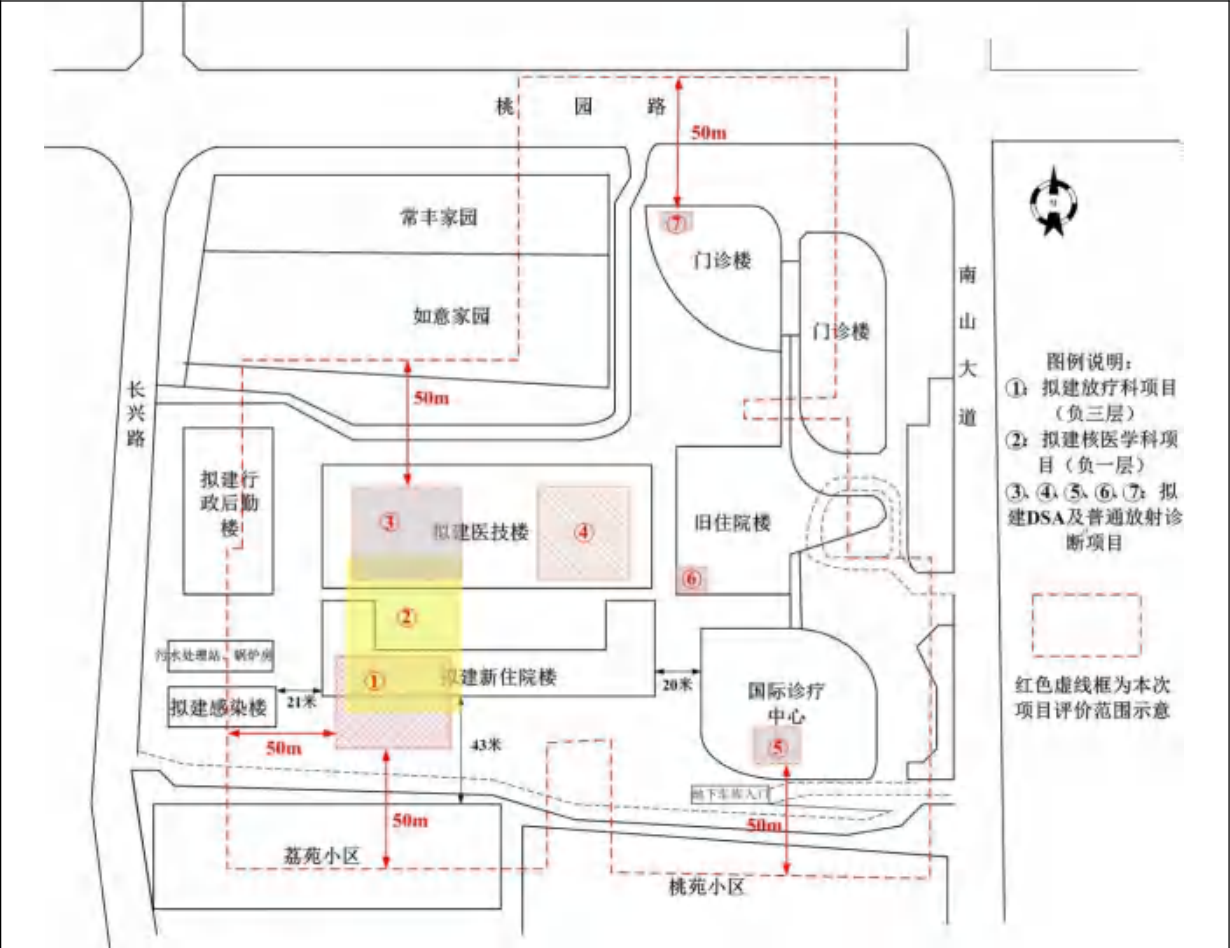 桃园路
50m
⑦
常丰家园
门诊楼
如意家园
门诊楼
南山大道
长兴路
50m
图例说明：
①：拟建放疗科项目
（负三层）
②：拟建核医学科项
目（负一层）
③、④、⑤、⑥、⑦：拟
建DSA及普通放射诊
断项目
拟建行
政后勤
楼
③
拟建医技楼
④
旧住院楼
⑥
②
污水处理站、锅炉房
①
拟建新住院楼
20米
国际诊疗
中心
⑤
红色虚线框为本次
项目评价范围示意
拟建感染楼
21米
50m
43米
地下车库入口
50m
50m
荔苑小区
桃苑小区